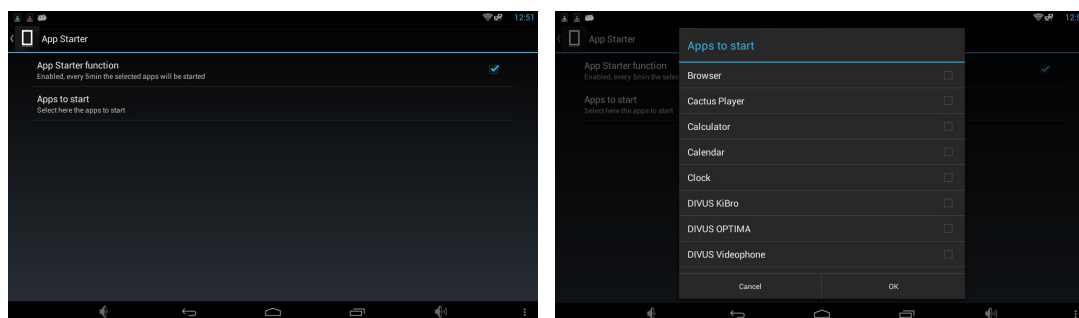 12:51
App Starter
App Starter function
Enabled, every 5min the selected apps will be started
Apps to start
Select here the apps to start
App Starter
App Starter function
Enabled, every 5min the selec
Apps to start
Select here the apps to start
Apps to start
Browser
Cactus Player
Calculator
Calendar
Clock
DIVUS KiBro
DIVUS OPTIMA
DIVUS Videophone
Cancel OK